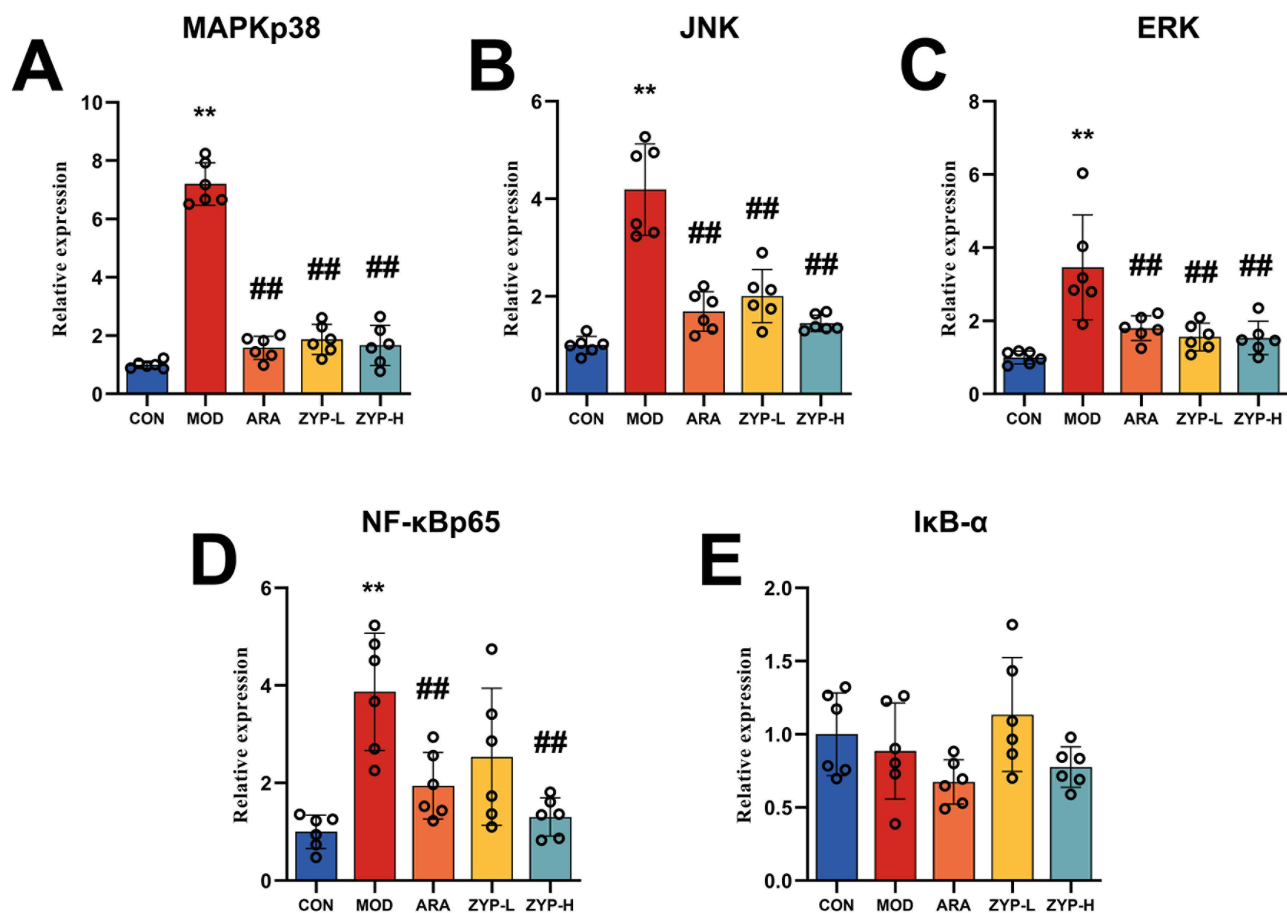 A
MAPKp38
Relative expression
10
8
6
4
2
0
**
##
##
##
CON MOD ARA ZYP-L ZYP-H
B
JNK
Relative expression
6
4
2
0
**
##
##
##
CON MOD ARA ZYP-L ZYP-H
C
ERK
Relative expression
8
6
4
2
0
**
##
##
##
CON MOD ARA ZYP-L ZYP-H
D
NF-κBp65
Relative expression
6
4
2
0
**
##
##
CON MOD ARA ZYP-L ZYP-H
E
IκB-α
Relative expression
2.0
1.5
1.0
0.5
0.0
CON MOD ARA ZYP-L ZYP-H